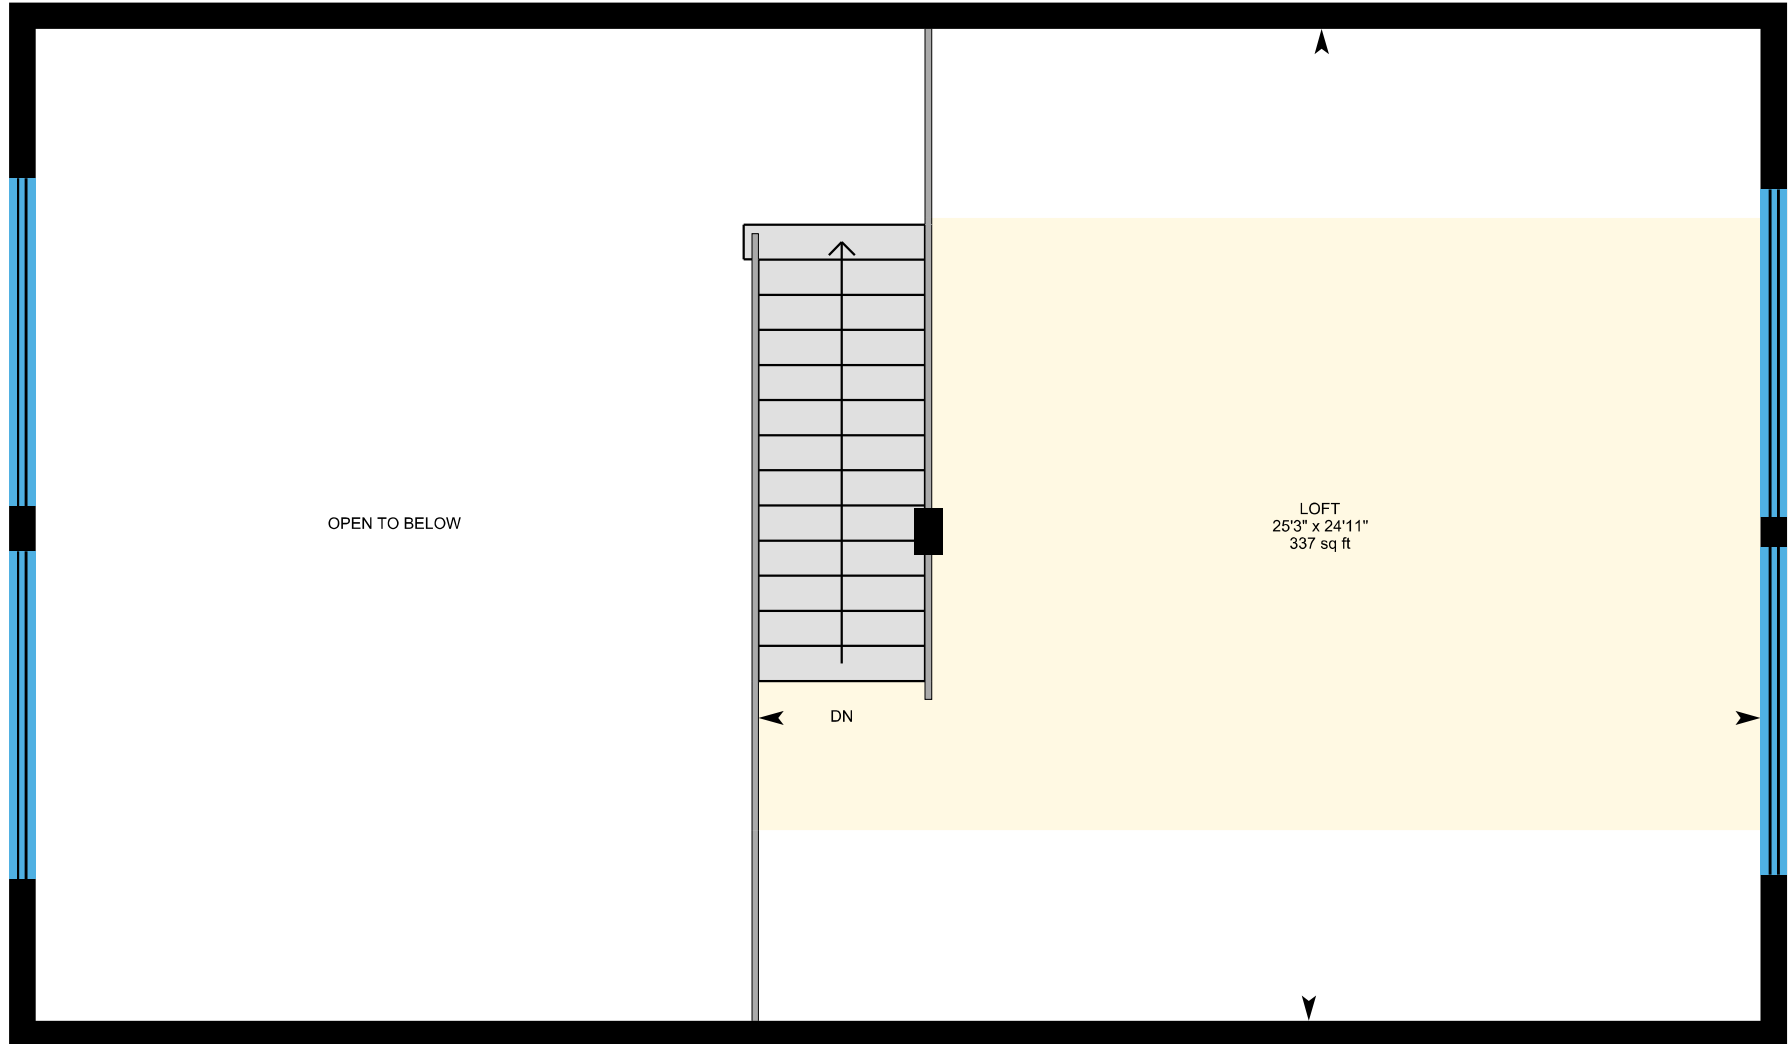 OPEN TO BELOW
LOFT
25'3" x 24'11"
337 sq ft
DN